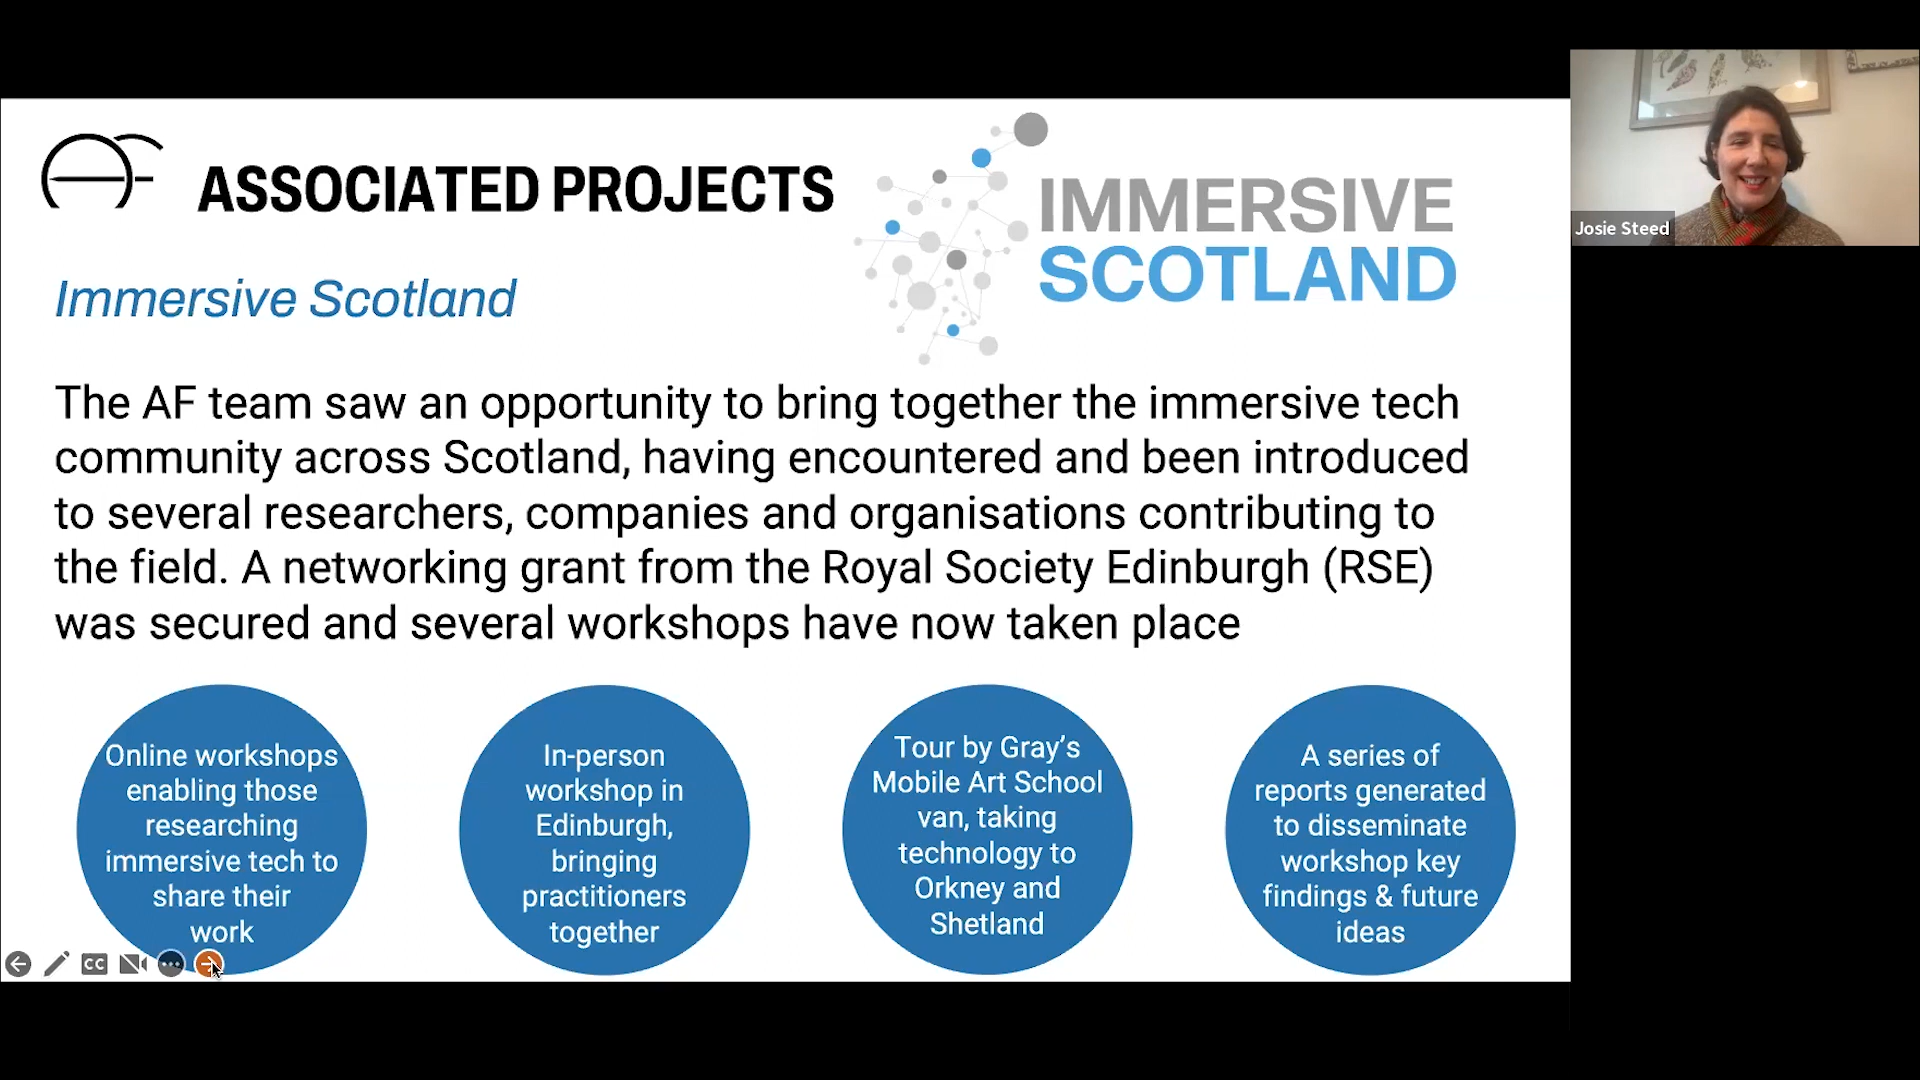 AF
ASSOCIATED PROJECTS
IMMERSIVE
SCOTLAND
Josie Steed
Immersive Scotland
The AF team saw an opportunity to bring together the immersive tech
community across Scotland, having encountered and been introduced
to several researchers, companies and organisations contributing to
the field. A networking grant from the Royal Society Edinburgh (RSE)
was secured and several workshops have now taken place
Online workshops
enabling those
researching
immersive tech to
share their
work
In-person
workshop in
Edinburgh,
bringing
practitioners
together
Tour by Gray’s
Mobile Art School
van, taking
technology to
Orkney and
Shetland
A series of
reports generated
to disseminate
workshop key
findings & future
ideas
CC